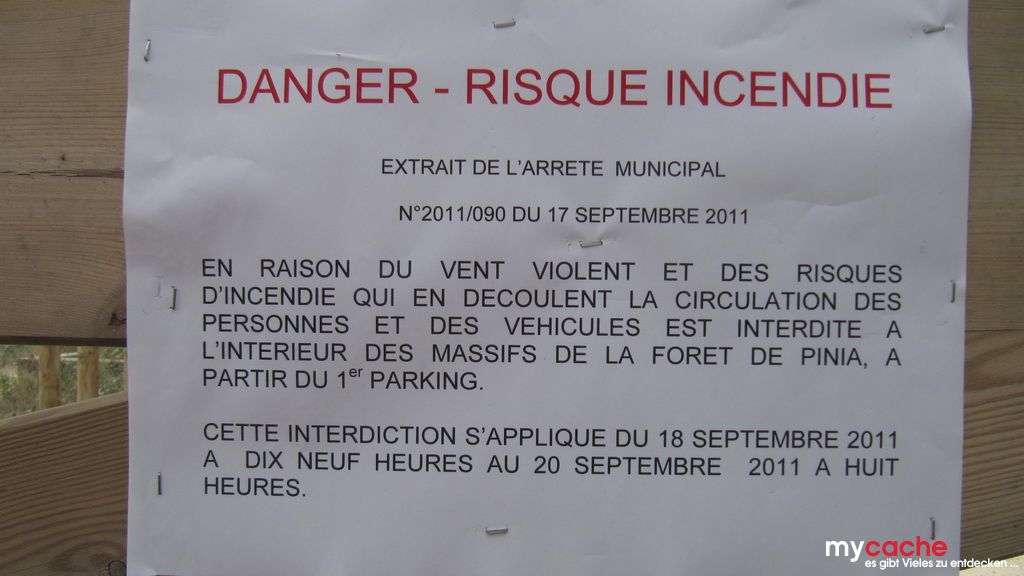 DANGER - RISQUE INCENDIE
EXTRAIT DE L'ARRETE MUNICIPAL
N°2011/090 DU 17 SEPTEMBRE 2011
EN RAISON DU VENT VIOLENT ET DES RISQUES
D'INCENDIE QUI EN DECOULENT LA CIRCULATION DES
PERSONNES ET DES VEHICULES EST INTERDITE A
L'INTERIEUR DES MASSIFS DE LA FORET DE PINIA, A
PARTIR DU 1er PARKING.
CETTE INTERDICTION S'APPLIQUE DU 18 SEPTEMBRE 2011
A DIX NEUF HEURES AU 20 SEPTEMBRE 2011 A HUIT
HEURES.
mycache
es gibt Vieles zu entdecken ...